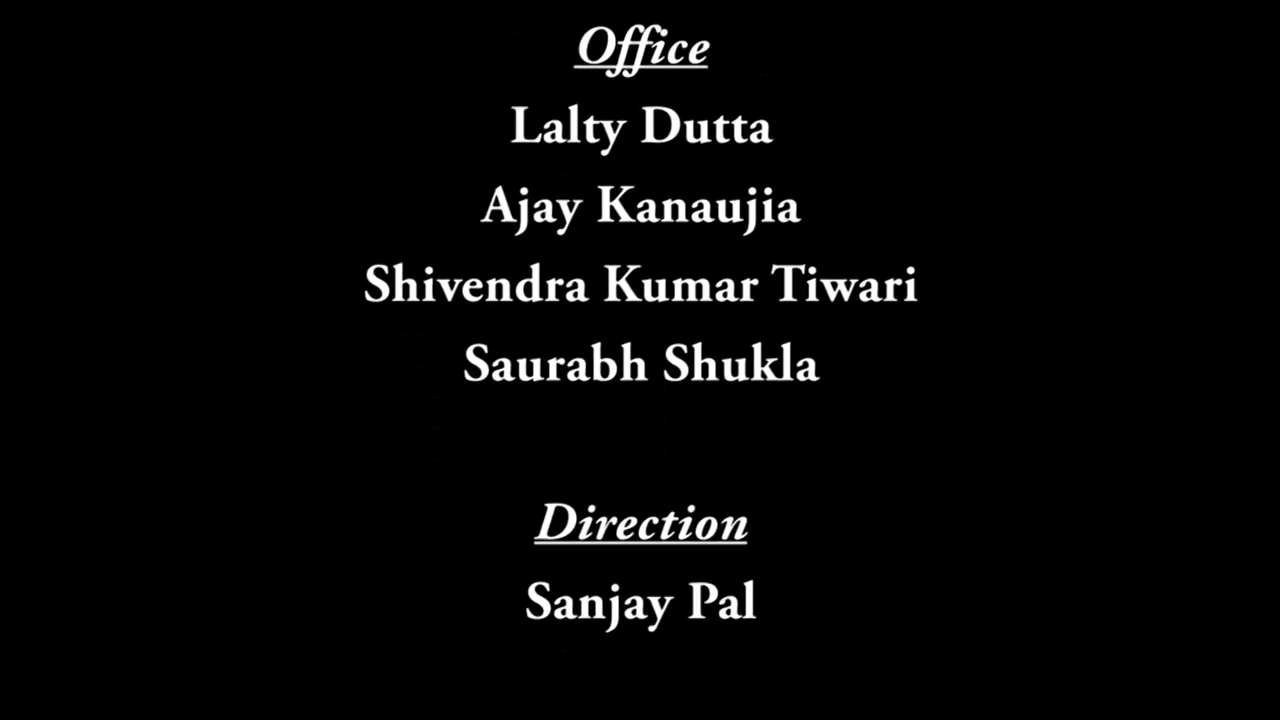 Office
Lalty Dutta
Ajay Kanaujia
Shivendra Kumar Tiwari
Saurabh Shukla
Direction
Sanjay Pal